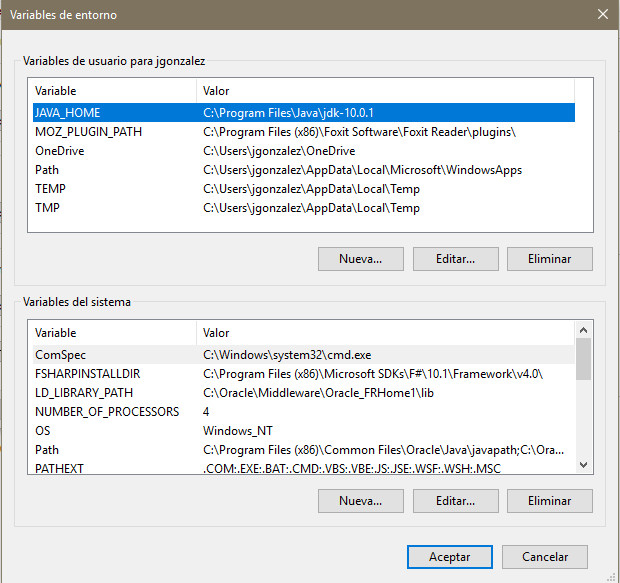 Variables de entorno
Variables de usuario para jgonzalez
Variable Valor
JAVA_HOME C:\Program Files\Java\jdk-10.0.1
MOZ_PLUGIN_PATH C:\Program Files (x86)\Foxit Software\Foxit Reader\plugins\
OneDrive C:\Users\jgonzalez\OneDrive
Path C:\Users\jgonzalez\AppData\Local\Microsoft\WindowsApps
TEMP C:\Users\jgonzalez\AppData\Local\Temp
TMP C:\Users\jgonzalez\AppData\Local\Temp
Nueva... Editar... Eliminar
Variables del sistema
Variable Valor
ComSpec C:\Windows\system32\cmd.exe
FSHARPINSTALLDIR C:\Program Files (x86)\Microsoft SDKs\F#\10.1\Framework\v4.0\
LD_LIBRARY_PATH C:\Oracle\Middleware\Oracle_FRHome1\lib
NUMBER_OF_PROCESSORS 4
OS Windows_NT
Path C:\Program Files (x86)\Common Files\Oracle\Java\javapath;C:\Ora...
PATHEXT .COM;.EXE;.BAT;.CMD;.VBS;.VBE;.JS;.JSE;.WSF;.WSH;.MSC
Nueva... Editar... Eliminar
Aceptar Cancelar